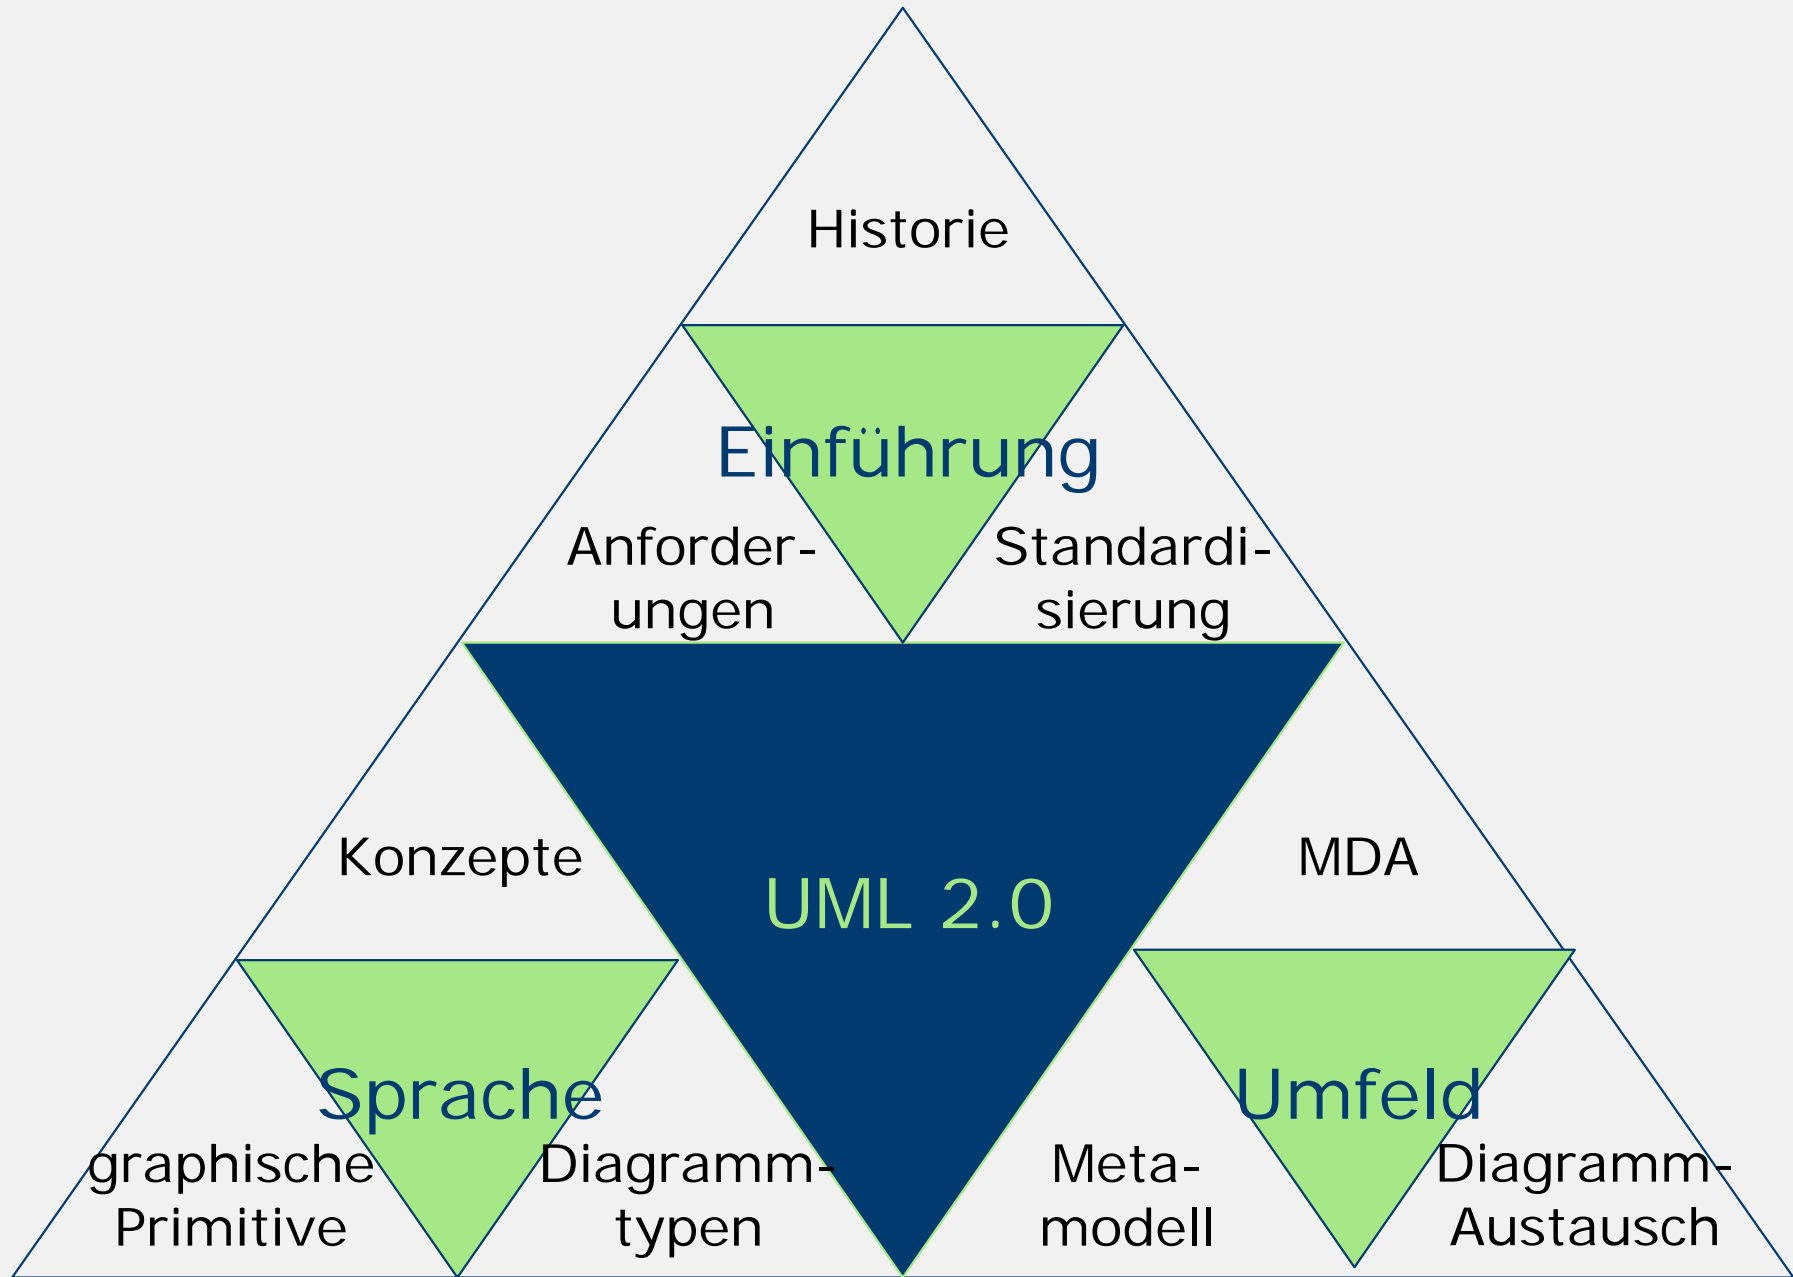 Historie
Einführung
Anforder-
ungen
Standardi-
sierung
Konzepte
UML 2.0
MDA
Sprache
graphische
Primitive
Diagramm-
typen
Umfeld
Meta-
modell
Diagramm-
Austausch